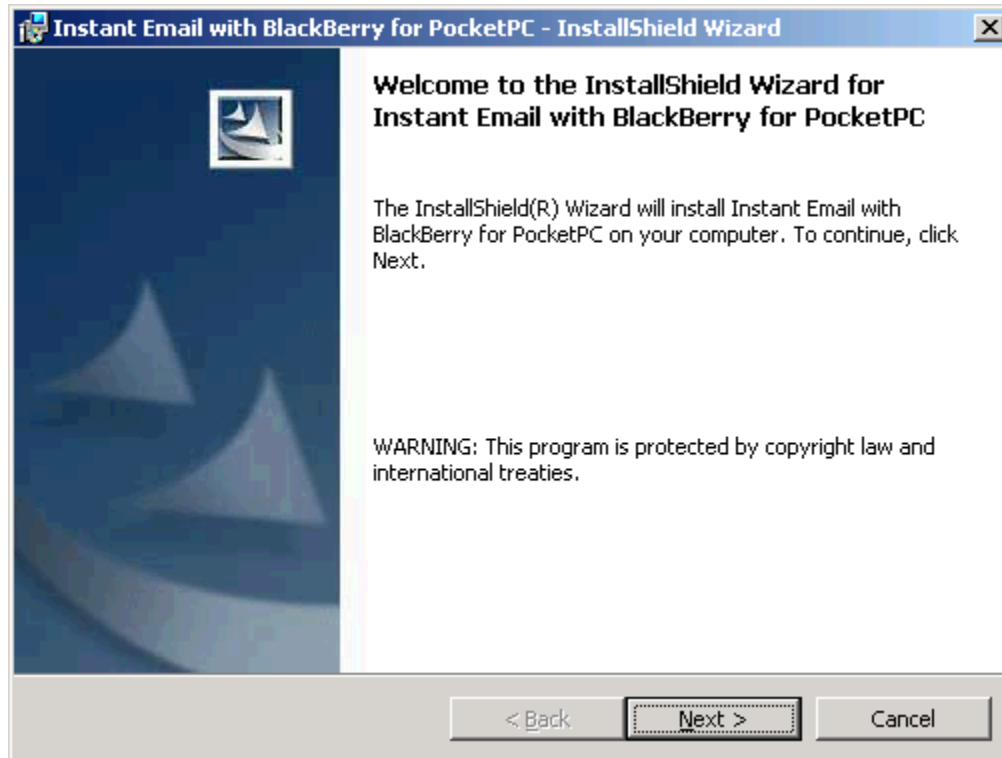 Instant Email with BlackBerry for PocketPC - InstallShield Wizard
Welcome to the InstallShield Wizard for
Instant Email with BlackBerry for PocketPC
The InstallShield(R) Wizard will install Instant Email with
BlackBerry for PocketPC on your computer. To continue, click
Next.
WARNING: This program is protected by copyright law and
international treaties.
< Back
Next >
Cancel